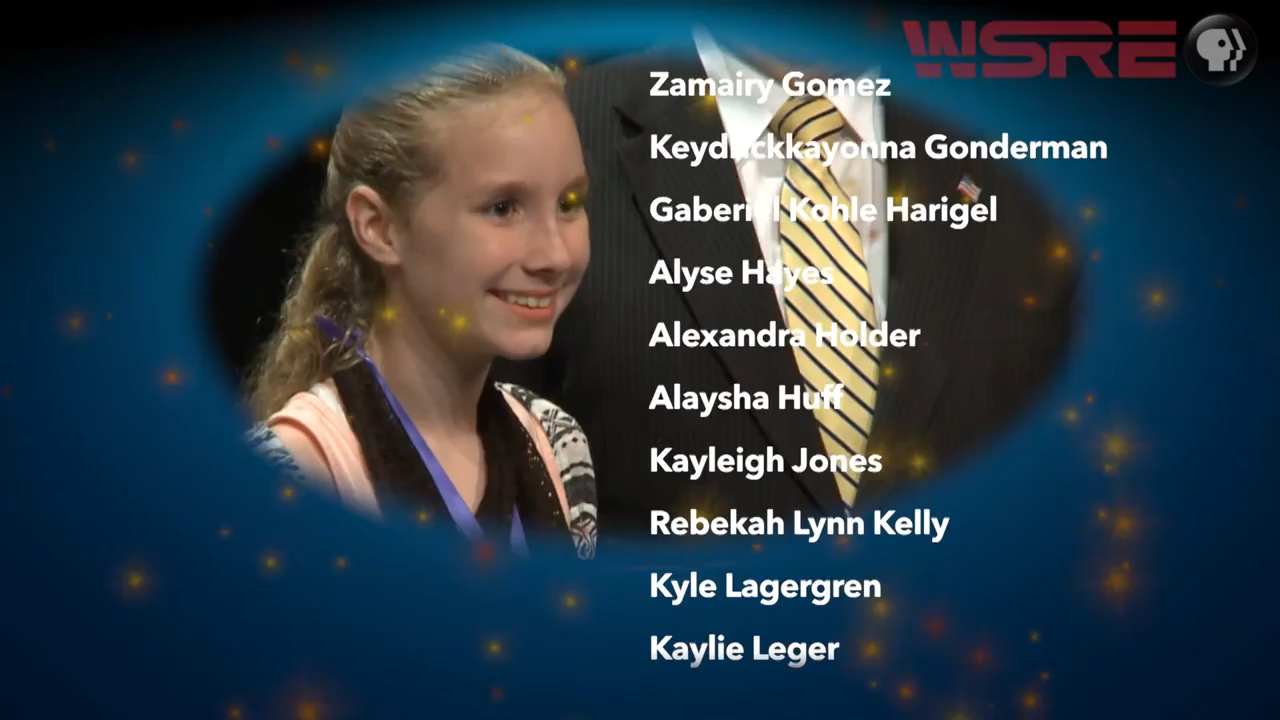 WSRE
Zamairy Gomez
Keydrickkayonna Gonderman
Gaberiel Kohle Harigel
Alyse Hayes
Alexandra Holder
Alaysha Huff
Kayleigh Jones
Rebekah Lynn Kelly
Kyle Lagergren
Kaylie Leger